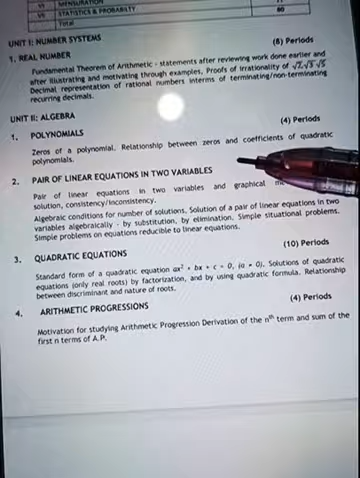 VI MENSURATION
VII STATISTICS & PROBABILTY
Total 80
UNIT I: NUMBER SYSTEMS
1. REAL NUMBER (8) Periods
Fundamental Theorem of Arithmetic - statements after reviewing work done earlier and
after illustrating and motivating through examples, Proofs of irrationality of √2, √3 √5
Decimal representation of rational numbers interms of terminating/non-terminating
recurring decimals.
UNIT II: ALGEBRA
1. POLYNOMIALS (4) Periods
Zeros of a polynomial. Relationship between zeros and coefficients of quadratic
polynomials.
2. PAIR OF LINEAR EQUATIONS IN TWO VARIABLES
Pair of linear equations in two variables and graphical
solution, consistency/inconsistency.
Algebraic conditions for number of solutions. Solution of a pair of linear equations in two
variables algebraically - by substitution, by elimination. Simple situational problems.
Simple problems on equations reducible to linear equations.
3. QUADRATIC EQUATIONS (10) Periods
Standard form of a quadratic equation ax² + bx + c = 0, (a = 0). Solutions of quadratic
equations (only real roots) by factorization, and by using quadratic formula. Relationship
between discriminant and nature of roots.
4. ARITHMETIC PROGRESSIONS (4) Periods
Motivation for studying Arithmetic Progression Derivation of the nth term and sum of the
first n terms of A.P.